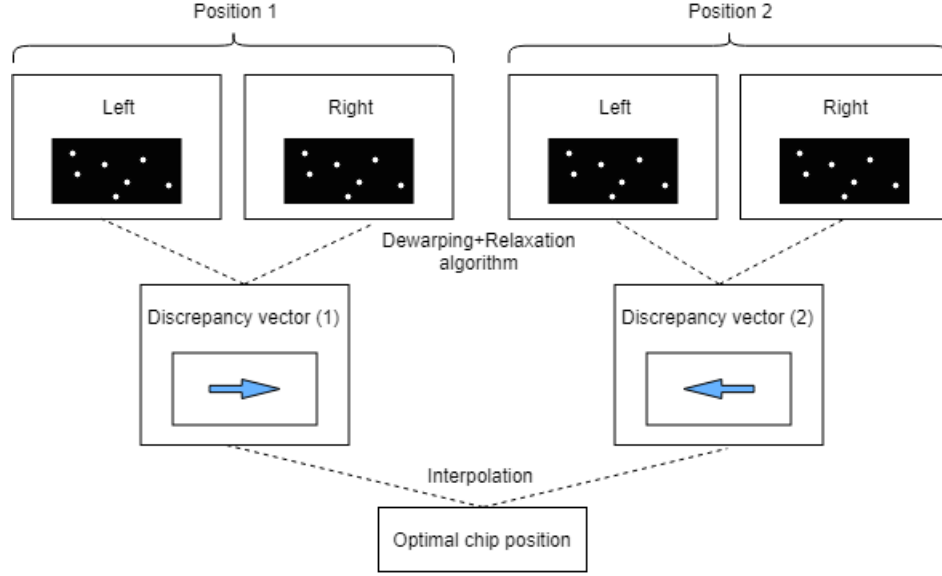 Position 1
Position 2
Left
Right
Left
Right
Dewarping+Relaxation
algorithm
Discrepancy vector (1)
Discrepancy vector (2)
Interpolation
Optimal chip position